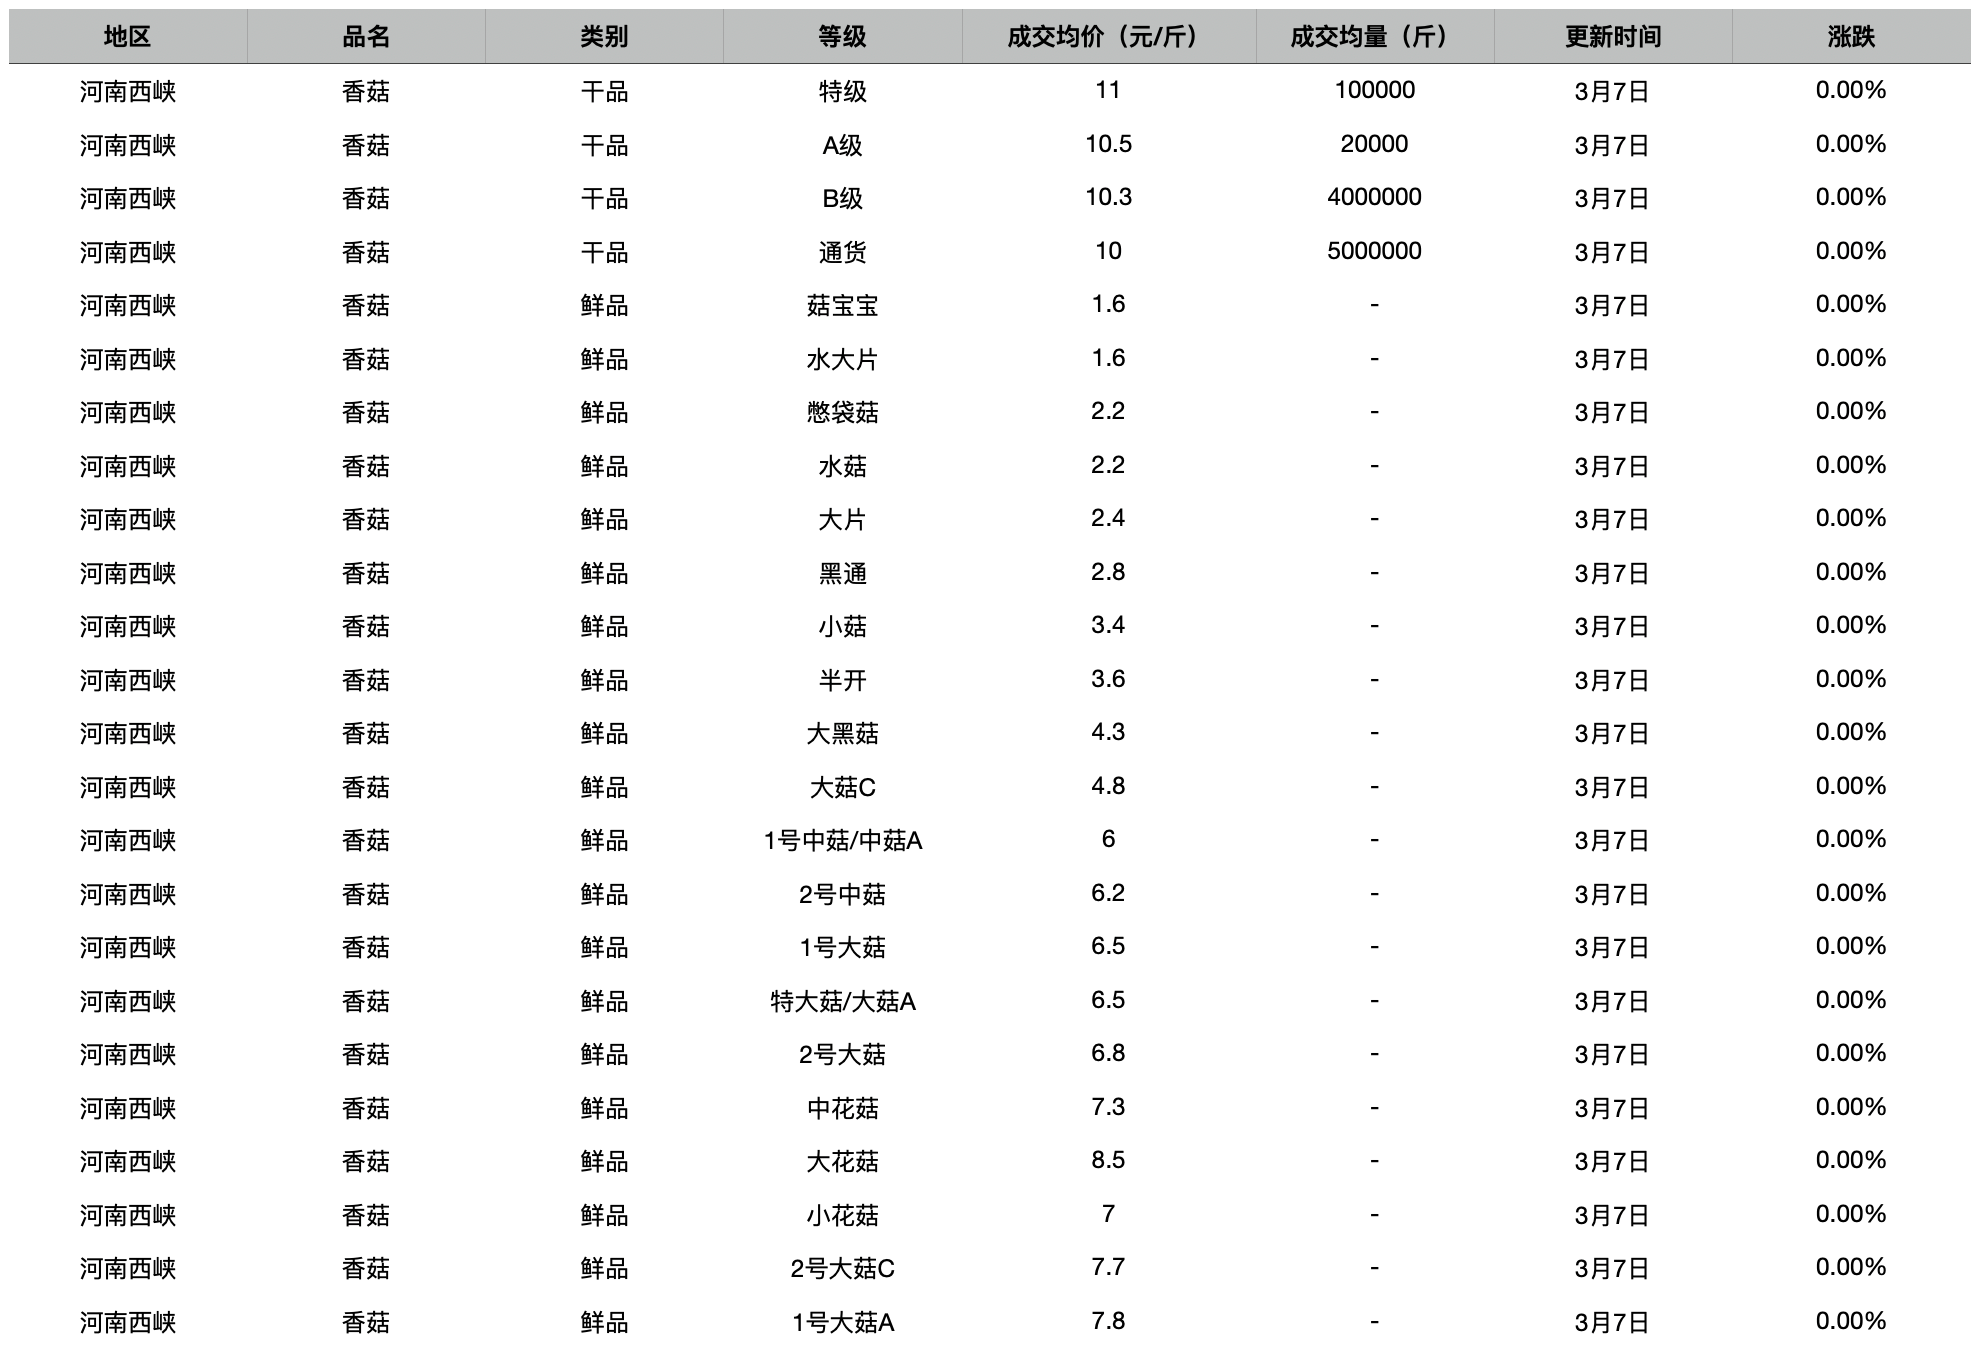 地区 品名 类别 等级 成交均价（元/斤） 成交均量（斤） 更新时间 涨跌
河南西峡 香菇 干品 特级 11 100000 3月7日 0.00%
河南西峡 香菇 干品 A级 10.5 20000 3月7日 0.00%
河南西峡 香菇 干品 B级 10.3 4000000 3月7日 0.00%
河南西峡 香菇 干品 通货 10 5000000 3月7日 0.00%
河南西峡 香菇 鲜品 菇宝宝 1.6 - 3月7日 0.00%
河南西峡 香菇 鲜品 水大片 1.6 - 3月7日 0.00%
河南西峡 香菇 鲜品 憋袋菇 2.2 - 3月7日 0.00%
河南西峡 香菇 鲜品 水菇 2.2 - 3月7日 0.00%
河南西峡 香菇 鲜品 大片 2.4 - 3月7日 0.00%
河南西峡 香菇 鲜品 黑通 2.8 - 3月7日 0.00%
河南西峡 香菇 鲜品 小菇 3.4 - 3月7日 0.00%
河南西峡 香菇 鲜品 半开 3.6 - 3月7日 0.00%
河南西峡 香菇 鲜品 大黑菇 4.3 - 3月7日 0.00%
河南西峡 香菇 鲜品 大菇C 4.8 - 3月7日 0.00%
河南西峡 香菇 鲜品 1号中菇/中菇A 6 - 3月7日 0.00%
河南西峡 香菇 鲜品 2号中菇 6.2 - 3月7日 0.00%
河南西峡 香菇 鲜品 1号大菇 6.5 - 3月7日 0.00%
河南西峡 香菇 鲜品 特大菇/大菇A 6.5 - 3月7日 0.00%
河南西峡 香菇 鲜品 2号大菇 6.8 - 3月7日 0.00%
河南西峡 香菇 鲜品 中花菇 7.3 - 3月7日 0.00%
河南西峡 香菇 鲜品 大花菇 8.5 - 3月7日 0.00%
河南西峡 香菇 鲜品 小花菇 7 - 3月7日 0.00%
河南西峡 香菇 鲜品 2号大菇C 7.7 - 3月7日 0.00%
河南西峡 香菇 鲜品 1号大菇A 7.8 - 3月7日 0.00%